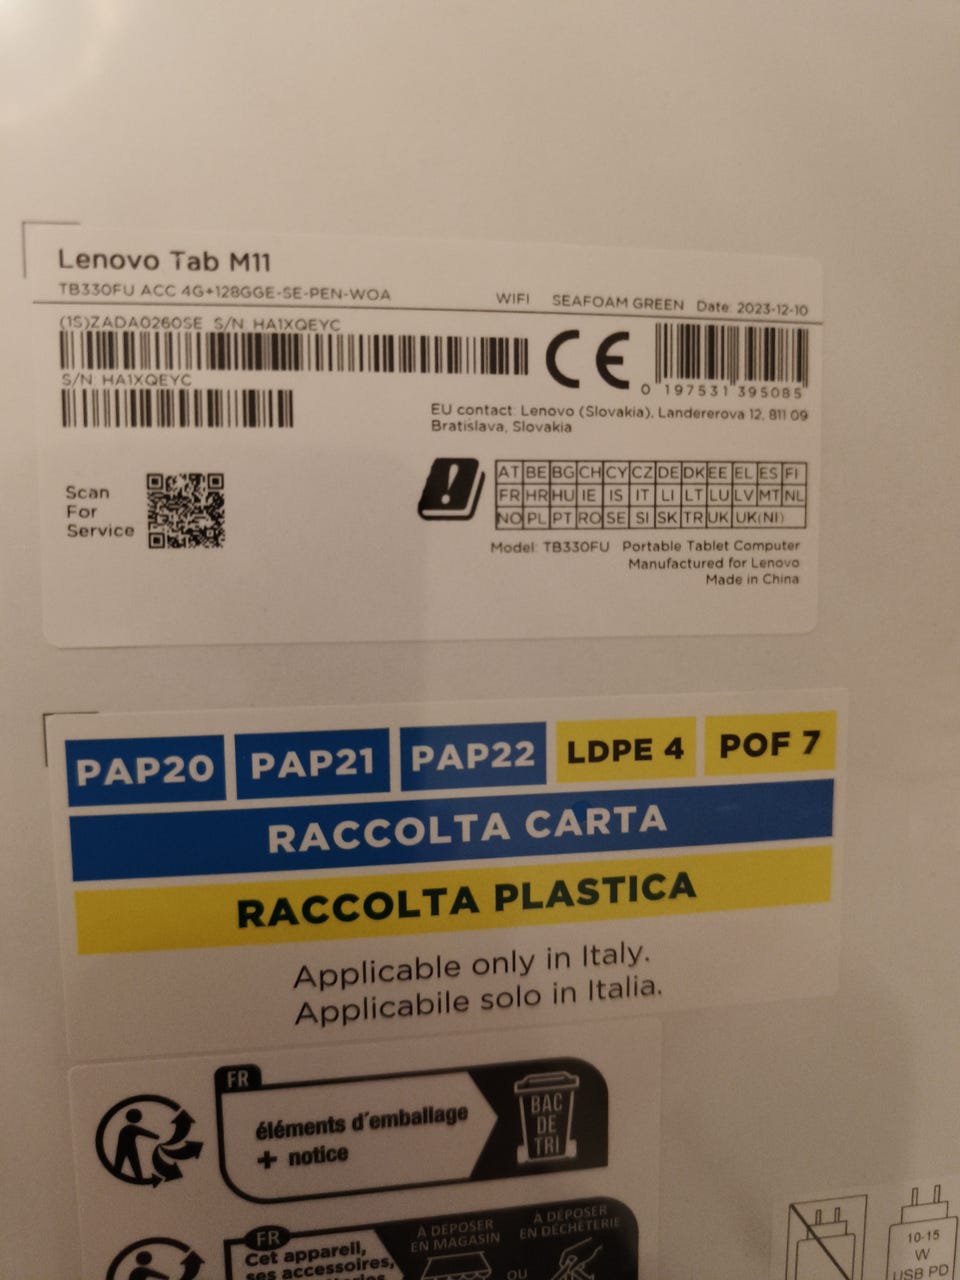 Lenovo Tab M11
TB330FU ACC 4G+128GGE-SE-PEN-WOA WIFI SEAFOAM GREEN Date: 2023-12-10
(1S)ZADA0260SE S/N HA1XQEYC
S/N HA1XQEYC
CE
0 197531 395085
EU contact: Lenovo (Slovakia), Landererova 12, 811 09
Bratislava, Slovakia
Scan
For
Service
!
AT BE BG CH CY CZ DE DK EE EL ES FI
FR HR HU IE IS IT LI LT LU LV MT NL
NO PL PT RO SE SI SK TR UK UK(NI)
Model: TB330FU Portable Tablet Computer
Manufactured for Lenovo
Made in China
PAP20 PAP21 PAP22 LDPE 4 POF 7
RACCOLTA CARTA
RACCOLTA PLASTICA
Applicable only in Italy.
Applicabile solo in Italia.
FR
éléments d'emballage
+ notice
BAC
DE
TRI
FR
Cet appareil,
ses accessoires,
À DÉPOSER
EN MAGASIN
OU
À DÉPOSER
EN DÉCHÈTERIE
10-15
W
USB PD